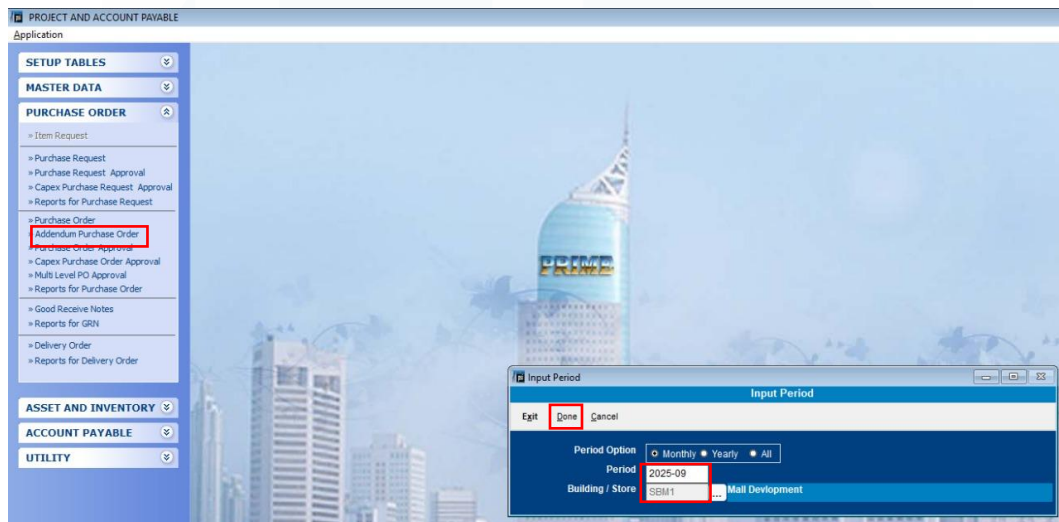 PROJECT AND ACCOUNT PAYABLE
Application
SETUP TABLES
MASTER DATA
PURCHASE ORDER
» Item Request
» Purchase Request
» Purchase Request Approval
» Capex Purchase Request Approval
» Reports for Purchase Request
» Purchase Order
» Addendum Purchase Order
» Purchase Order Approval
» Capex Purchase Order Approval
» Multi Level PO Approval
» Reports for Purchase Order
» Good Receive Notes
» Reports for GRN
» Delivery Order
» Reports for Delivery Order
ASSET AND INVENTORY
ACCOUNT PAYABLE
UTILITY
PRIME
Input Period
Input Period
Exit Done Cancel
Period Option Monthly Yearly All
Period 2025-09
Building / Store SBM1 ... Mall Devlopment